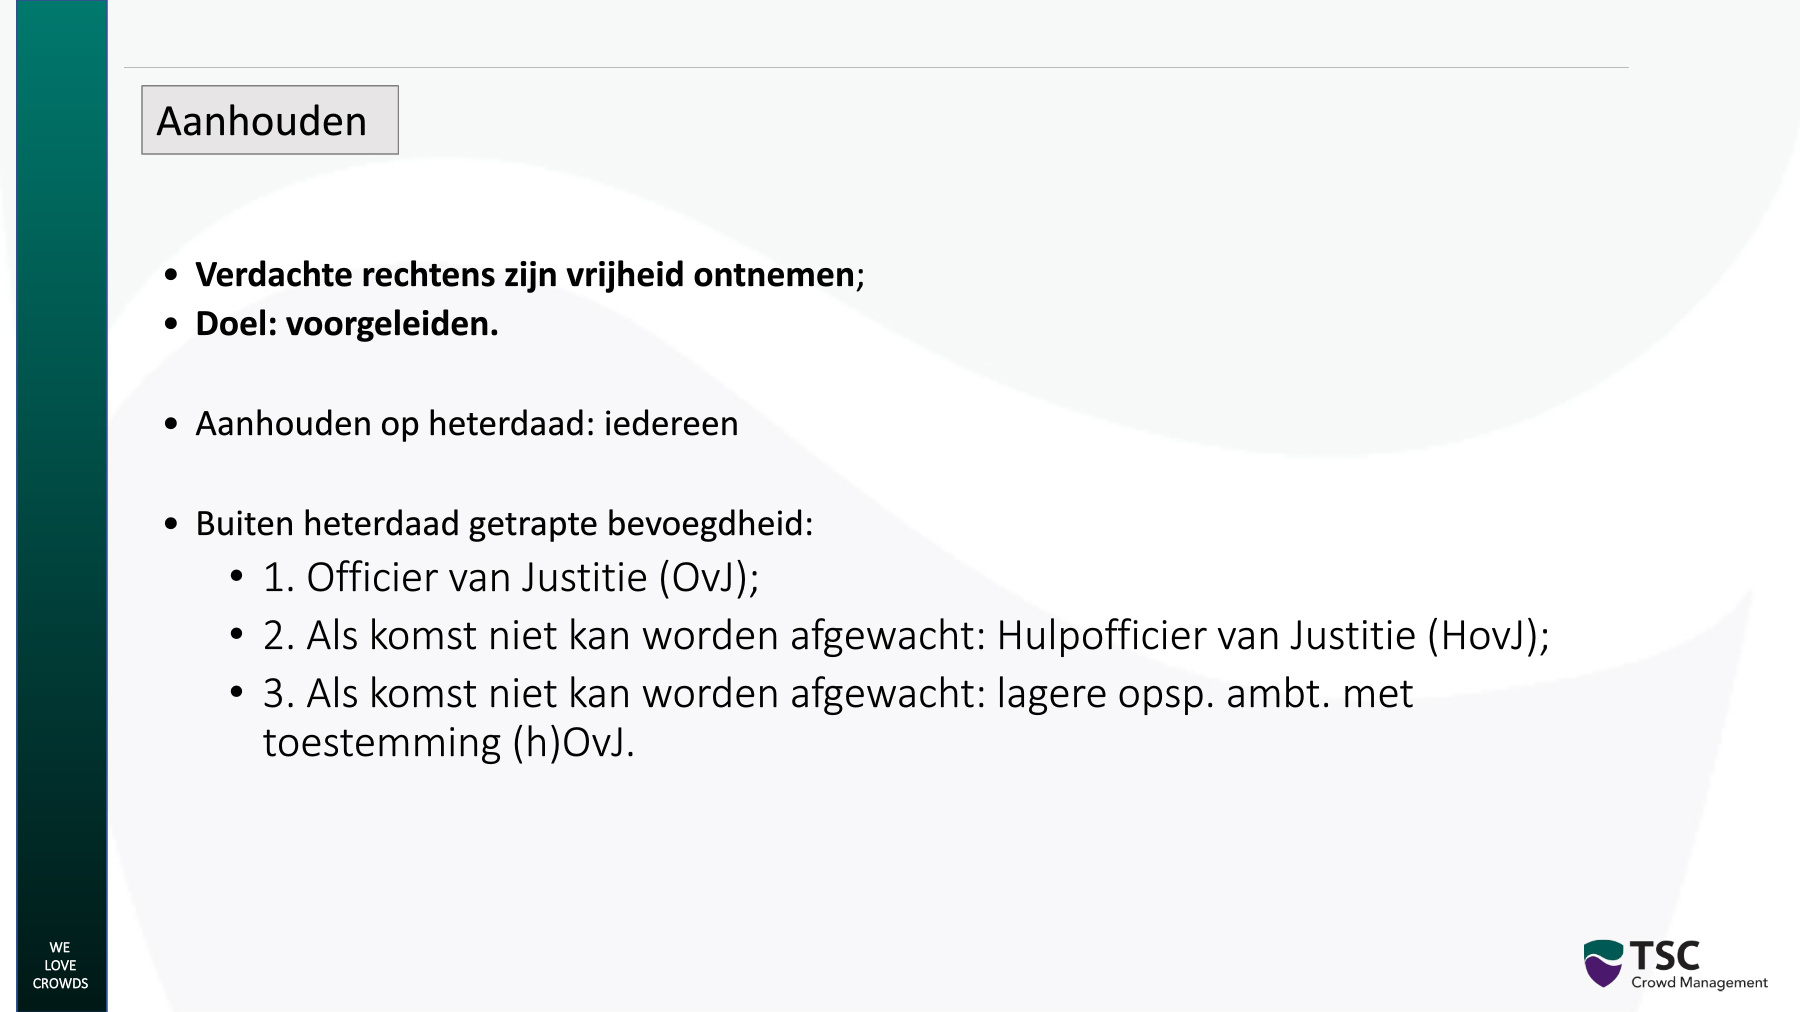 Aanhouden
• Verdachte rechtens zijn vrijheid ontnemen;
• Doel: voorgeleiden.
• Aanhouden op heterdaad: iedereen
• Buiten heterdaad getrapte bevoegdheid:
• 1. Officier van Justitie (OvJ);
• 2. Als komst niet kan worden afgewacht: Hulpofficier van Justitie (HovJ);
• 3. Als komst niet kan worden afgewacht: lagere opsp. ambt. met
toestemming (h)OvJ.
WE
LOVE
CROWDS
TSC
Crowd Management